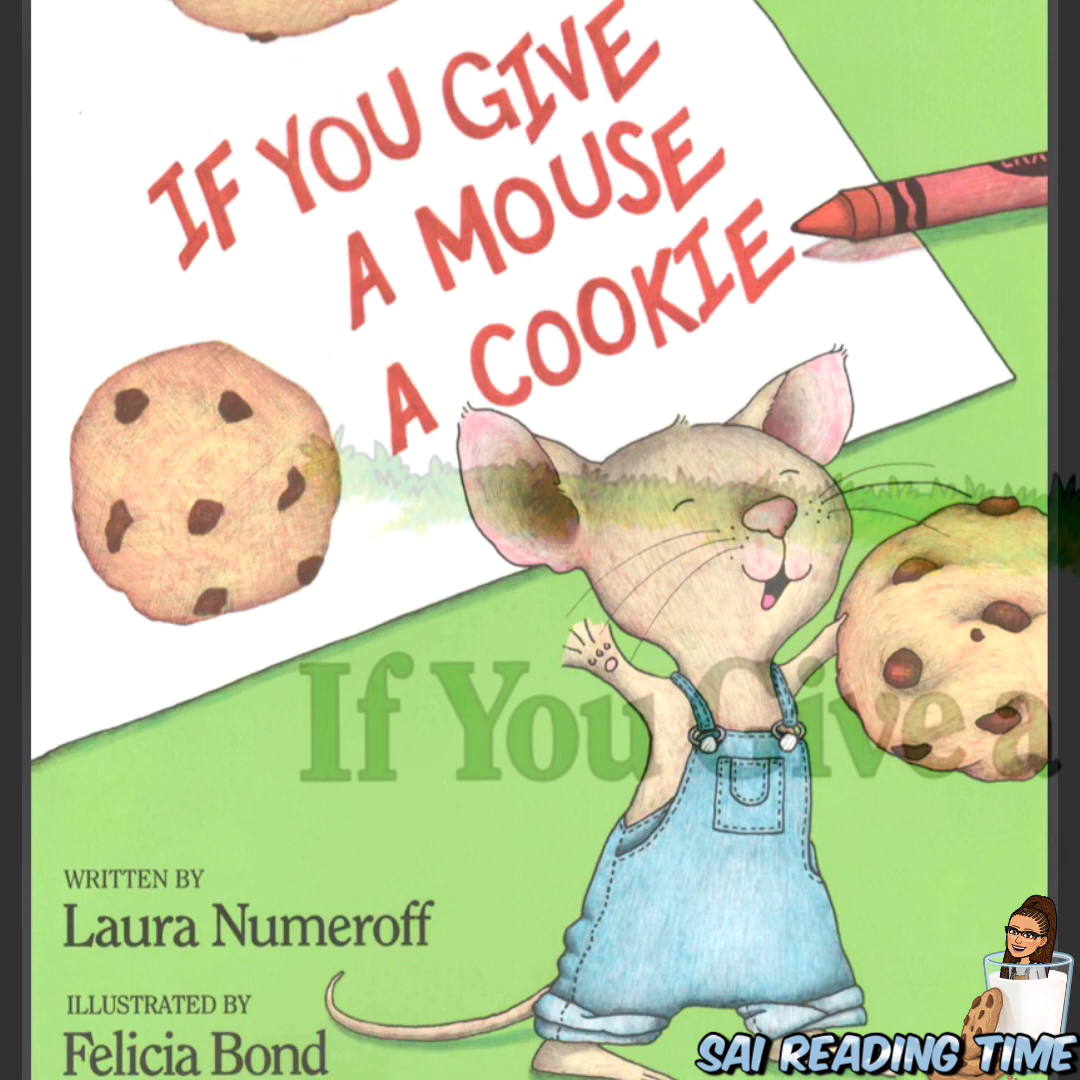 IF YOU GIVE
A MOUSE
A COOKIE
If You Give a
WRITTEN BY
Laura Numeroff
ILLUSTRATED BY
Felicia Bond
SAI READING TIME